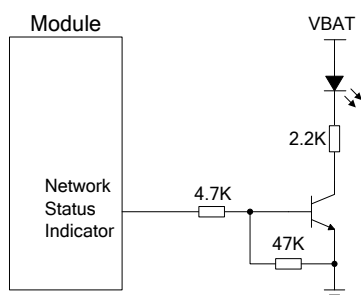 Module
VBAT
2.2K
4.7K
Network
Status
Indicator
47K